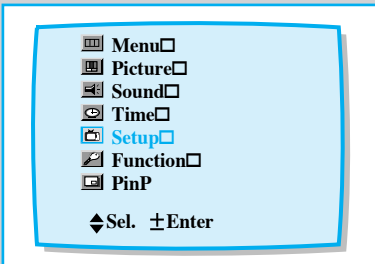 Menu□
Picture□
Sound□
Time□
Setup□
Function□
PinP
Sel. ±Enter